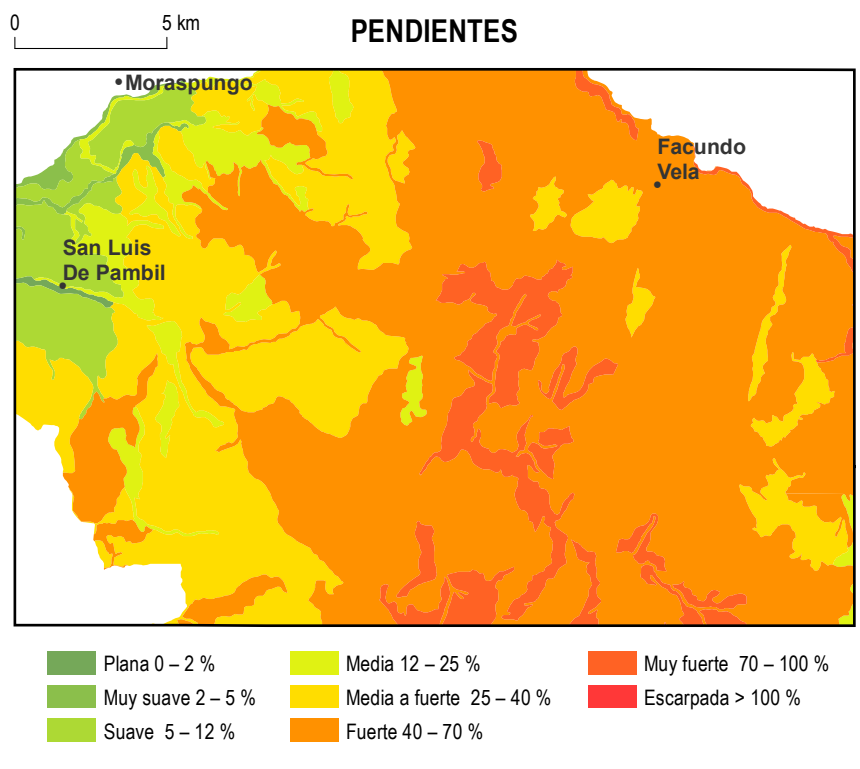 0 5 km
PENDIENTES
Moraspungo
Facundo
Vela
San Luis
De Pambil
Plana 0 – 2 %
Muy suave 2 – 5 %
Suave 5 – 12 %
Media 12 – 25 %
Media a fuerte 25 – 40 %
Fuerte 40 – 70 %
Muy fuerte 70 – 100 %
Escarpada > 100 %